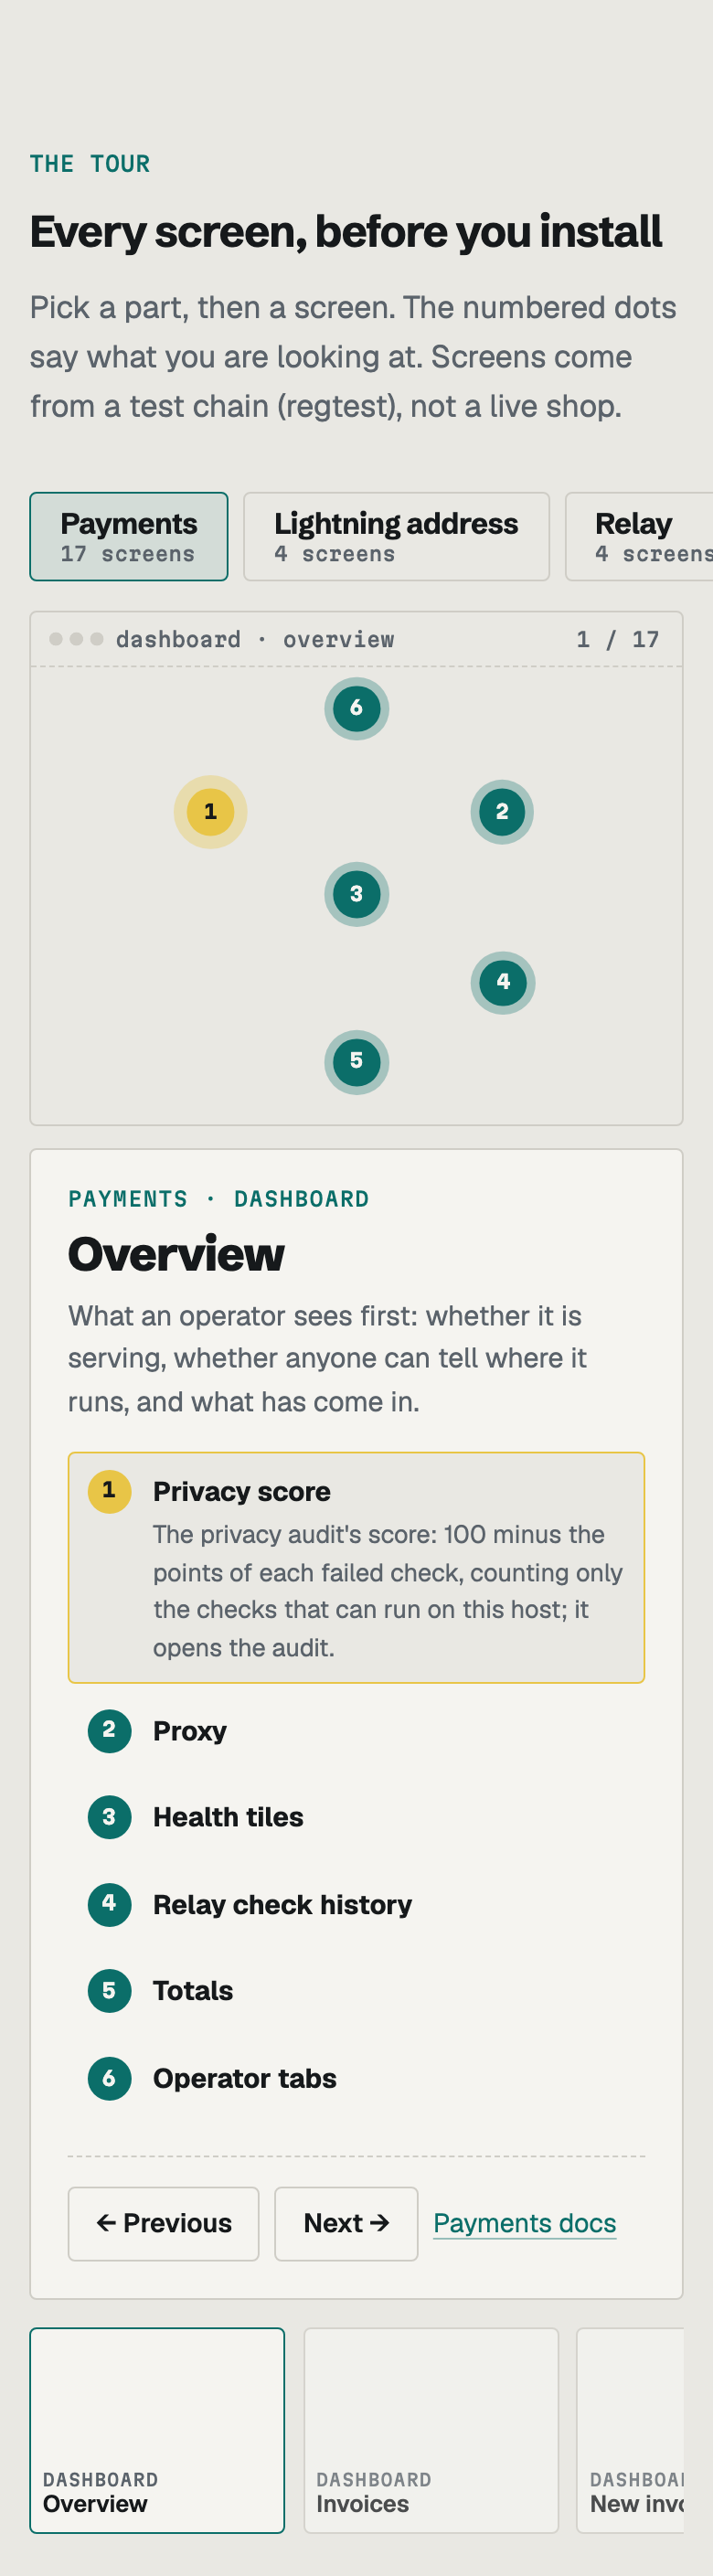 THE TOUR
Every screen, before you install
Pick a part, then a screen. The numbered dots
say what you are looking at. Screens come
from a test chain (regtest), not a live shop.
Payments
17 screens
Lightning address
4 screens
Relay
4 screens
dashboard · overview
1 / 17
6
1
2
3
4
5
PAYMENTS · DASHBOARD
Overview
What an operator sees first: whether it is
serving, whether anyone can tell where it
runs, and what has come in.
1 Privacy score
The privacy audit's score: 100 minus the
points of each failed check, counting only
the checks that can run on this host; it
opens the audit.
2 Proxy
3 Health tiles
4 Relay check history
5 Totals
6 Operator tabs
← Previous
Next →
Payments docs
DASHBOARD
Overview
DASHBOARD
Invoices
New